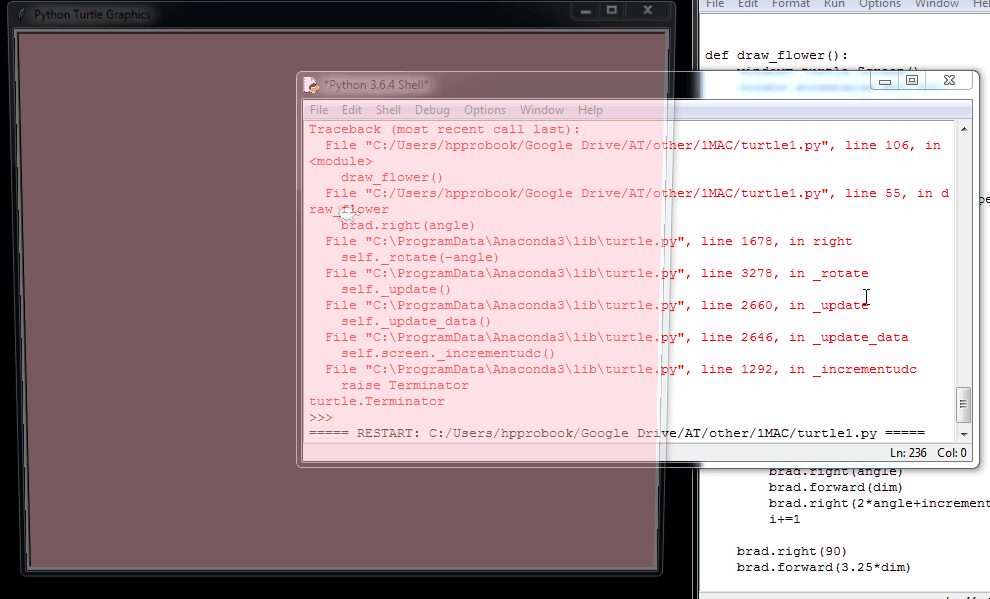 Python Turtle Graphics
File Edit Format Run Options Window
def draw_flower():
*Python 3.6.4 Shell*
File Edit Shell Debug Options Window Help
Traceback (most recent call last):
File "C:/Users/hpprobook/Google Drive/AT/other/1MAC/turtle1.py", line 106, in
<module>
draw_flower()
File "C:/Users/hpprobook/Google Drive/AT/other/1MAC/turtle1.py", line 55, in d
raw_flower
brad.right(angle)
File "C:\ProgramData\Anaconda3\lib\turtle.py", line 1678, in right
self._rotate(-angle)
File "C:\ProgramData\Anaconda3\lib\turtle.py", line 3278, in _rotate
self._update()
File "C:\ProgramData\Anaconda3\lib\turtle.py", line 2660, in _update
self._update_data()
File "C:\ProgramData\Anaconda3\lib\turtle.py", line 2646, in _update_data
self.screen._incrementudc()
File "C:\ProgramData\Anaconda3\lib\turtle.py", line 1292, in _incrementudc
raise Terminator
turtle.Terminator
>>>
===== RESTART: C:/Users/hpprobook/Google Drive/AT/other/1MAC/turtle1.py =====
Ln: 236 Col: 0
brad.right(angle)
brad.forward(dim)
brad.right(2*angle+increment
i+=1
brad.right(90)
brad.forward(3.25*dim)